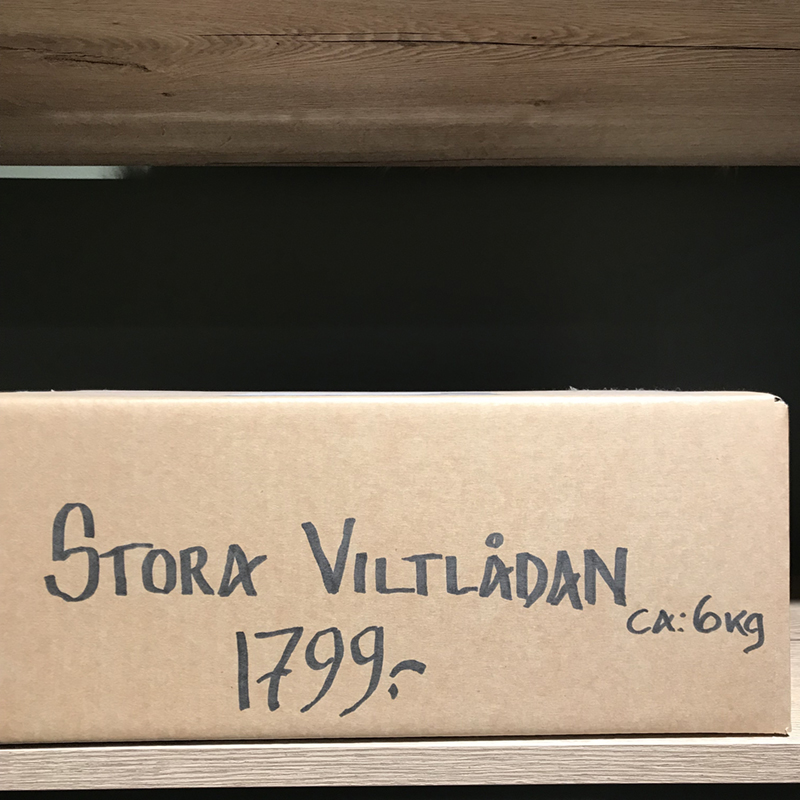 STORA VILTLÅDAN
CA: 6kg
1799:-